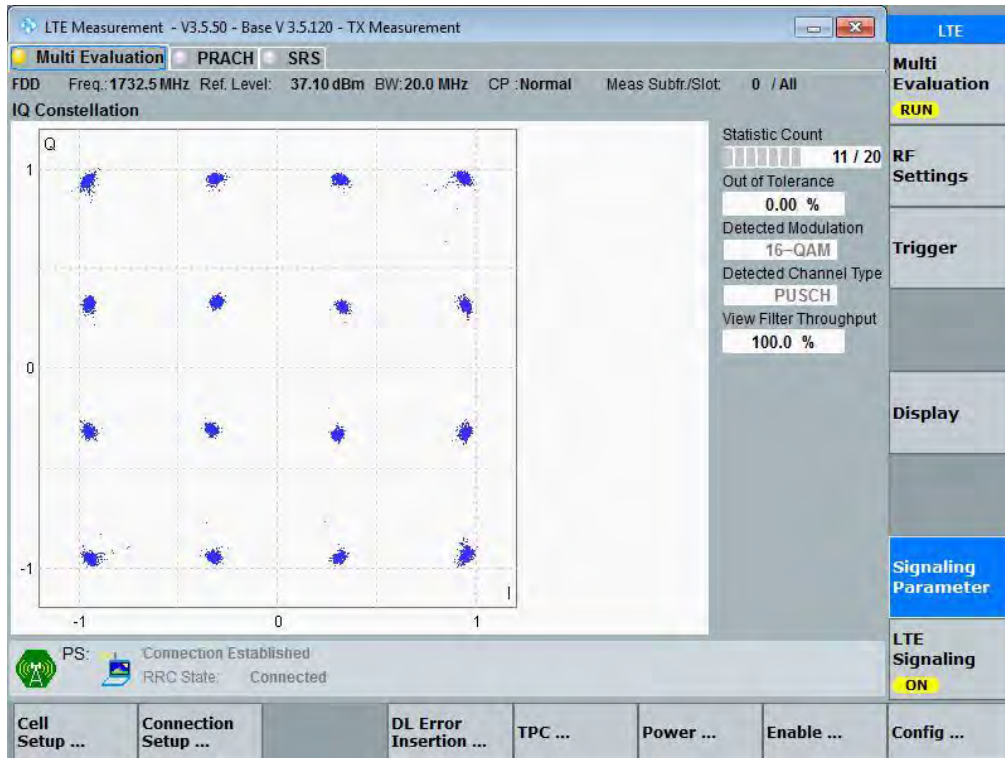 LTE Measurement - V3.5.50 - Base V 3.5.120 - TX Measurement
LTE
Multi Evaluation PRACH SRS
FDD Freq.:1732.5 MHz Ref. Level: 37.10 dBm BW:20.0 MHz CP :Normal Meas Subfr./Slot: 0 / All
IQ Constellation
Q
1
0
-1
I
-1 0 1
Statistic Count
11 / 20
Out of Tolerance
0.00 %
Detected Modulation
16-QAM
Detected Channel Type
PUSCH
View Filter Throughput
100.0 %
Multi
Evaluation
RUN
RF
Settings
Trigger
Display
Signaling
Parameter
LTE
Signaling
ON
PS: Connection Established
RRC State: Connected
Cell
Setup ...
Connection
Setup ...
DL Error
Insertion ...
TPC ...
Power ...
Enable ...
Config ...